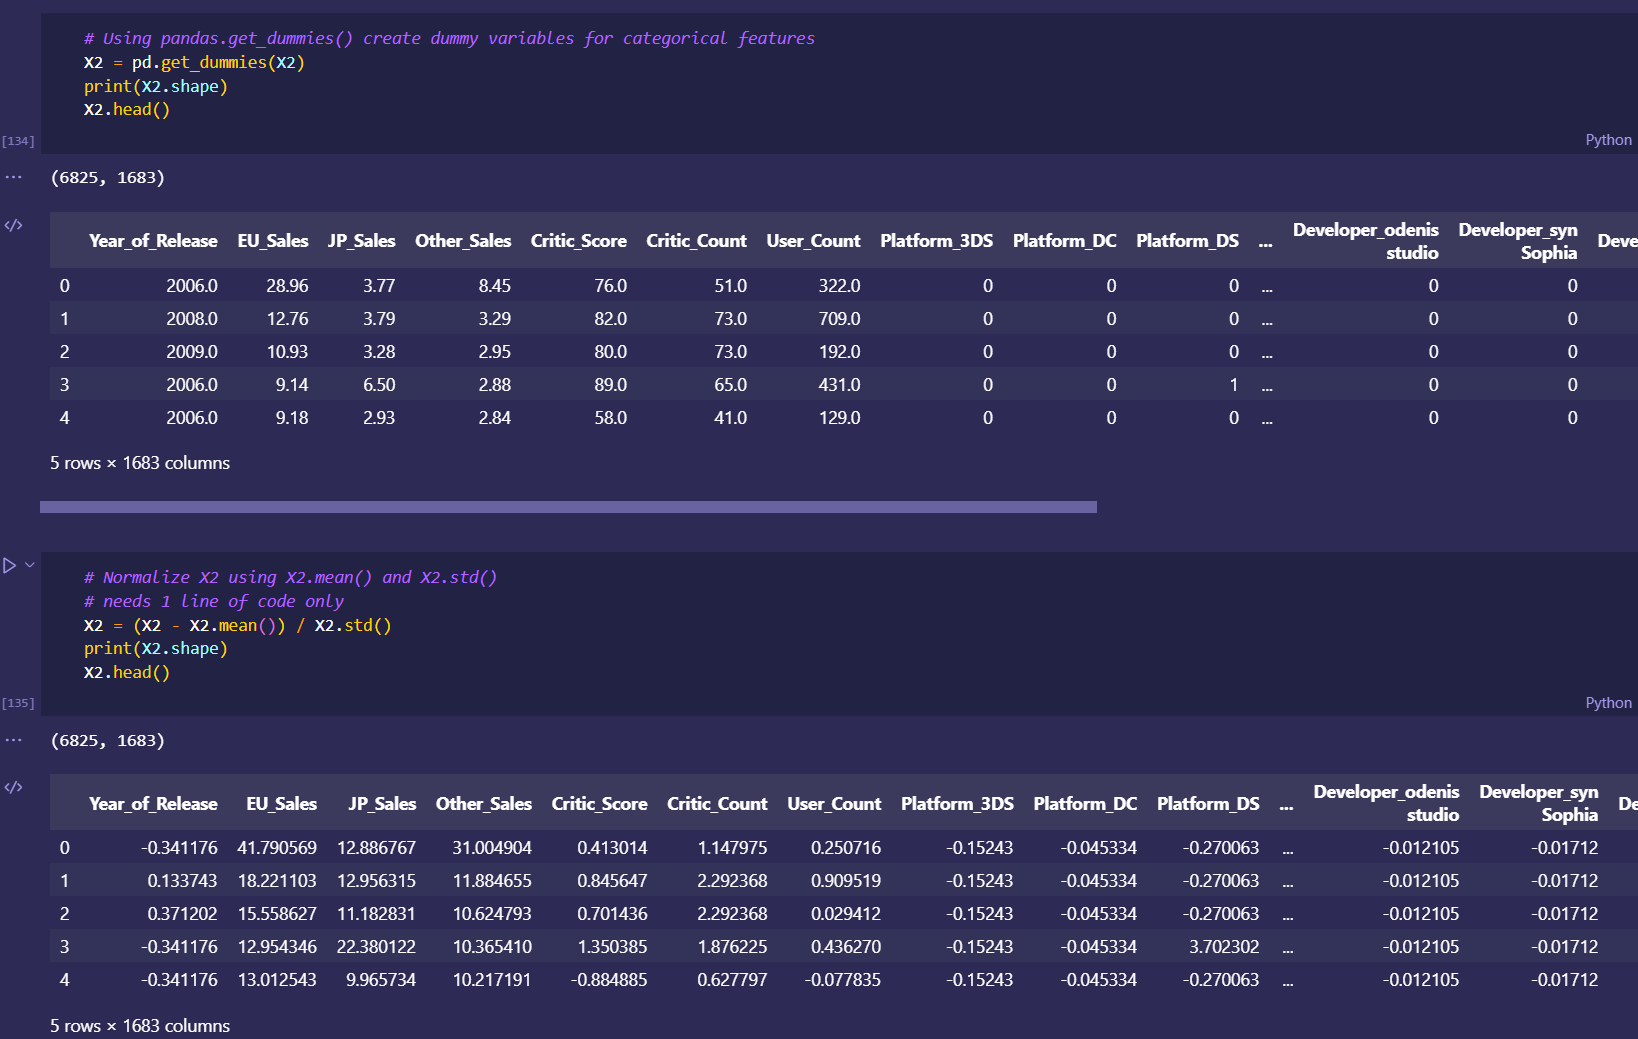 # Using pandas.get_dummies() create dummy variables for categorical features
X2 = pd.get_dummies(X2)
print(X2.shape)
X2.head()
[134]
Python
...
(6825, 1683)
</>
Year_of_Release EU_Sales JP_Sales Other_Sales Critic_Score Critic_Count User_Count Platform_3DS Platform_DC Platform_DS ... Developer_odenis studio Developer_syn Sophia Deve
0 2006.0 28.96 3.77 8.45 76.0 51.0 322.0 0 0 0 ... 0 0
1 2008.0 12.76 3.79 3.29 82.0 73.0 709.0 0 0 0 ... 0 0
2 2009.0 10.93 3.28 2.95 80.0 73.0 192.0 0 0 0 ... 0 0
3 2006.0 9.14 6.50 2.88 89.0 65.0 431.0 0 0 1 ... 0 0
4 2006.0 9.18 2.93 2.84 58.0 41.0 129.0 0 0 0 ... 0 0
5 rows × 1683 columns
# Normalize X2 using X2.mean() and X2.std()
# needs 1 line of code only
X2 = (X2 - X2.mean()) / X2.std()
print(X2.shape)
X2.head()
[135]
Python
...
(6825, 1683)
</>
Year_of_Release EU_Sales JP_Sales Other_Sales Critic_Score Critic_Count User_Count Platform_3DS Platform_DC Platform_DS ... Developer_odenis studio Developer_syn Sophia De
0 -0.341176 41.790569 12.886767 31.004904 0.413014 1.147975 0.250716 -0.15243 -0.045334 -0.270063 ... -0.012105 -0.01712
1 0.133743 18.221103 12.956315 11.884655 0.845647 2.292368 0.909519 -0.15243 -0.045334 -0.270063 ... -0.012105 -0.01712
2 0.371202 15.558627 11.182831 10.624793 0.701436 2.292368 0.029412 -0.15243 -0.045334 -0.270063 ... -0.012105 -0.01712
3 -0.341176 12.954346 22.380122 10.365410 1.350385 1.876225 0.436270 -0.15243 -0.045334 3.702302 ... -0.012105 -0.01712
4 -0.341176 13.012543 9.965734 10.217191 -0.884885 0.627797 -0.077835 -0.15243 -0.045334 -0.270063 ... -0.012105 -0.01712
5 rows × 1683 columns